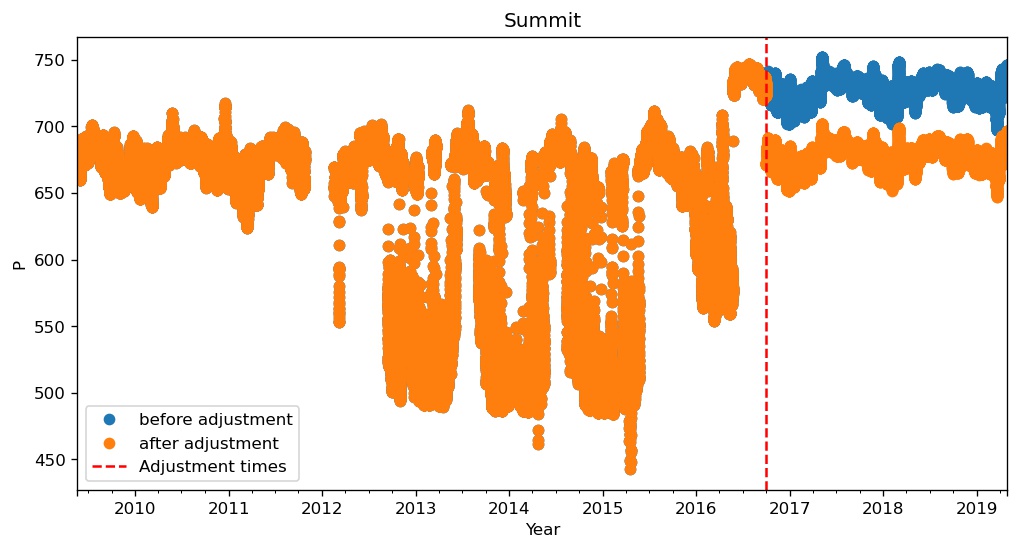 Summit
P
750
700
650
600
550
500
450
before adjustment
after adjustment
Adjustment times
2010 2011 2012 2013 2014 2015 2016 2017 2018 2019
Year